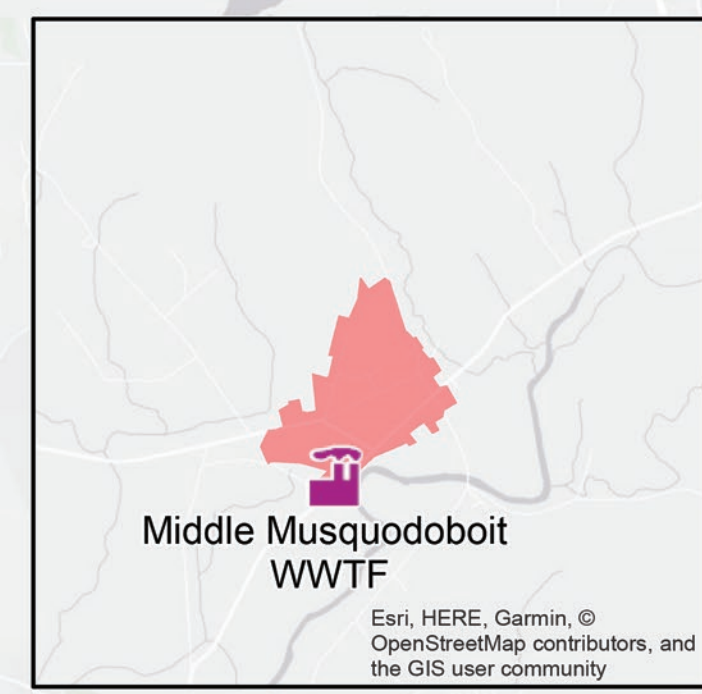 Middle Musquodoboit
WWTF
Esri, HERE, Garmin, ©
OpenStreetMap contributors, and
the GIS user community